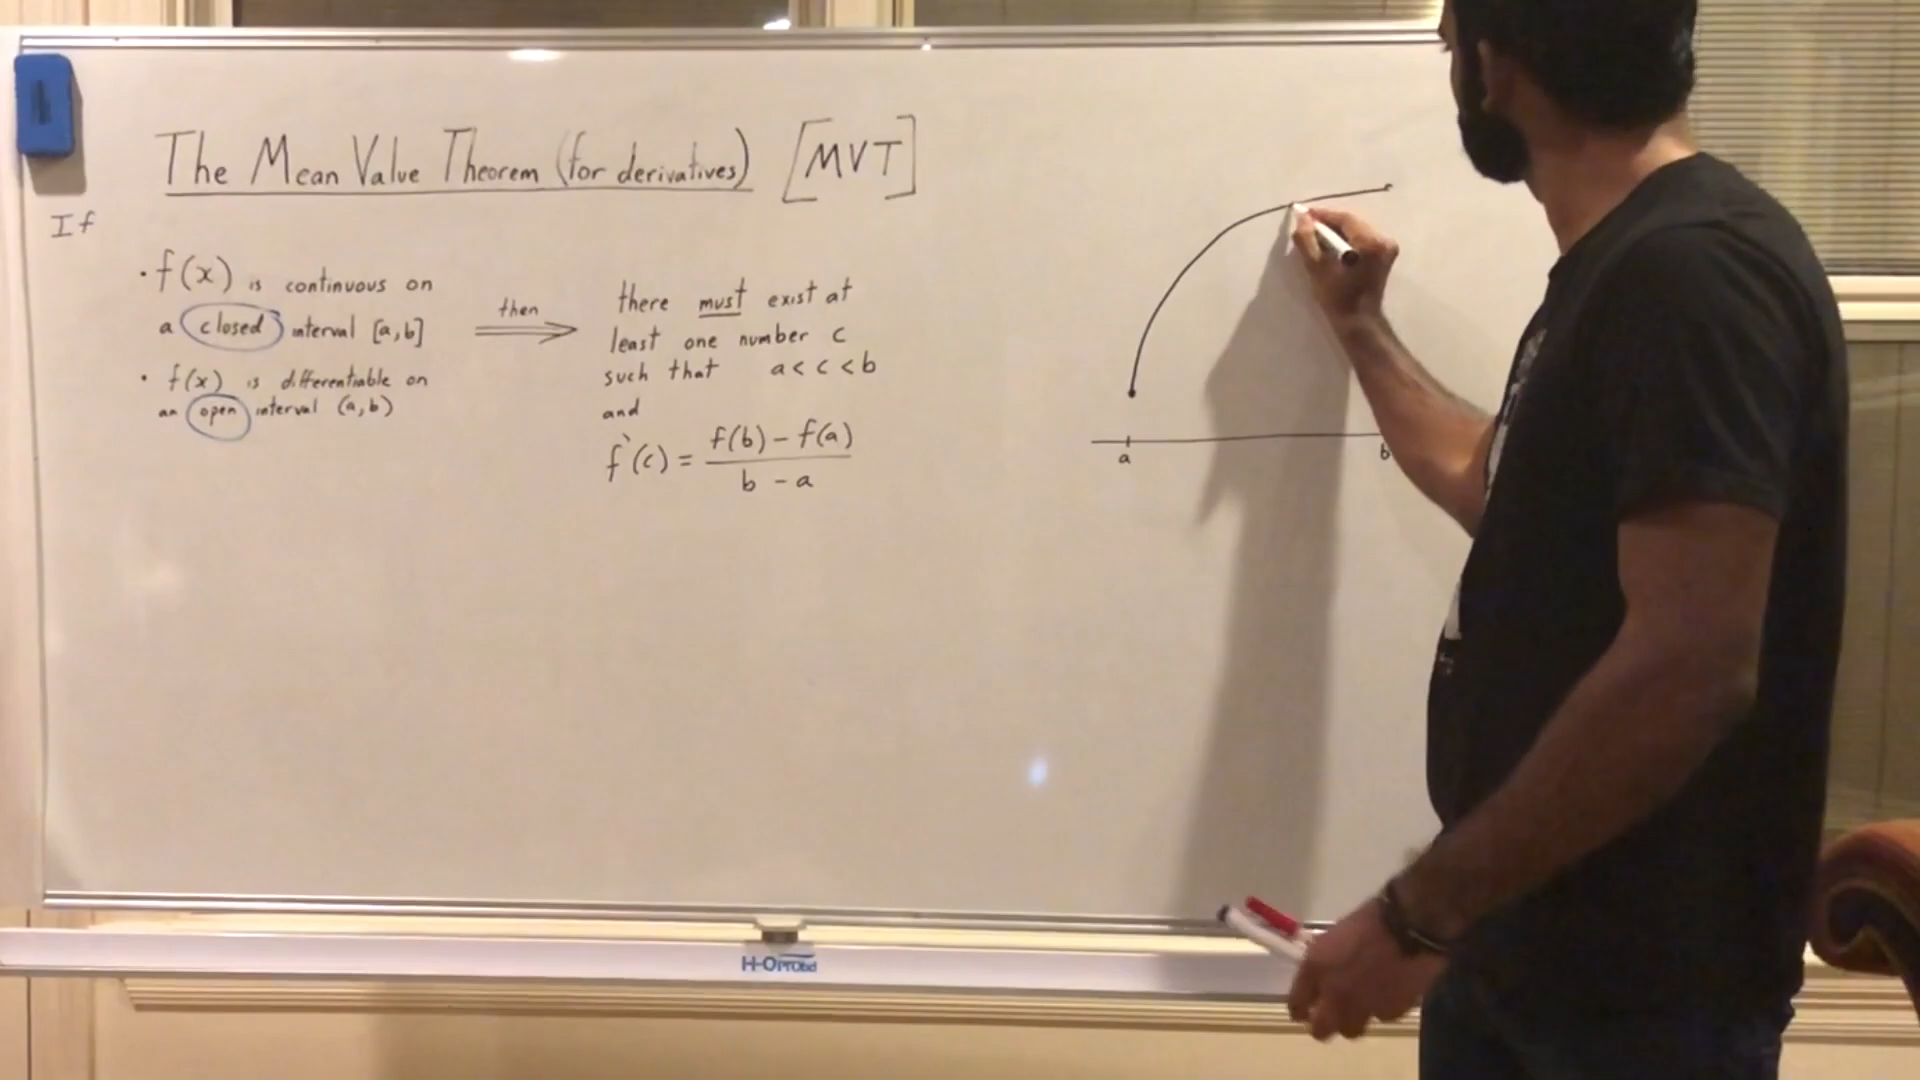 The Mean Value Theorem (for derivatives) [MVT]
If
• f(x) is continuous on
a closed interval [a,b]
• f(x) is differentiable on
an open interval (a,b)
then
there must exist at
least one number c
such that a < c < b
and
f`(c) = f(b) - f(a)
b - a
a b